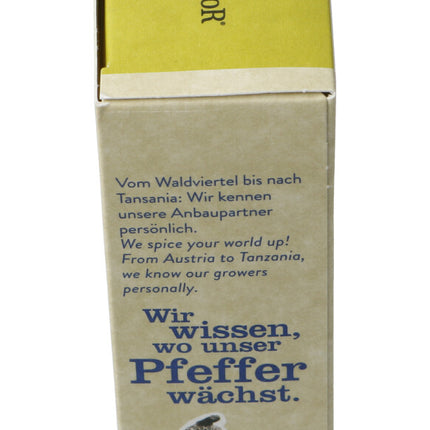 OR®
Vom Waldviertel bis nach
Tansania: Wir kennen
unsere Anbaupartner
persönlich.
We spice your world up!
From Austria to Tanzania,
we know our growers
personally.
Wir
wissen,
wo unser
Pfeffer
wächst.